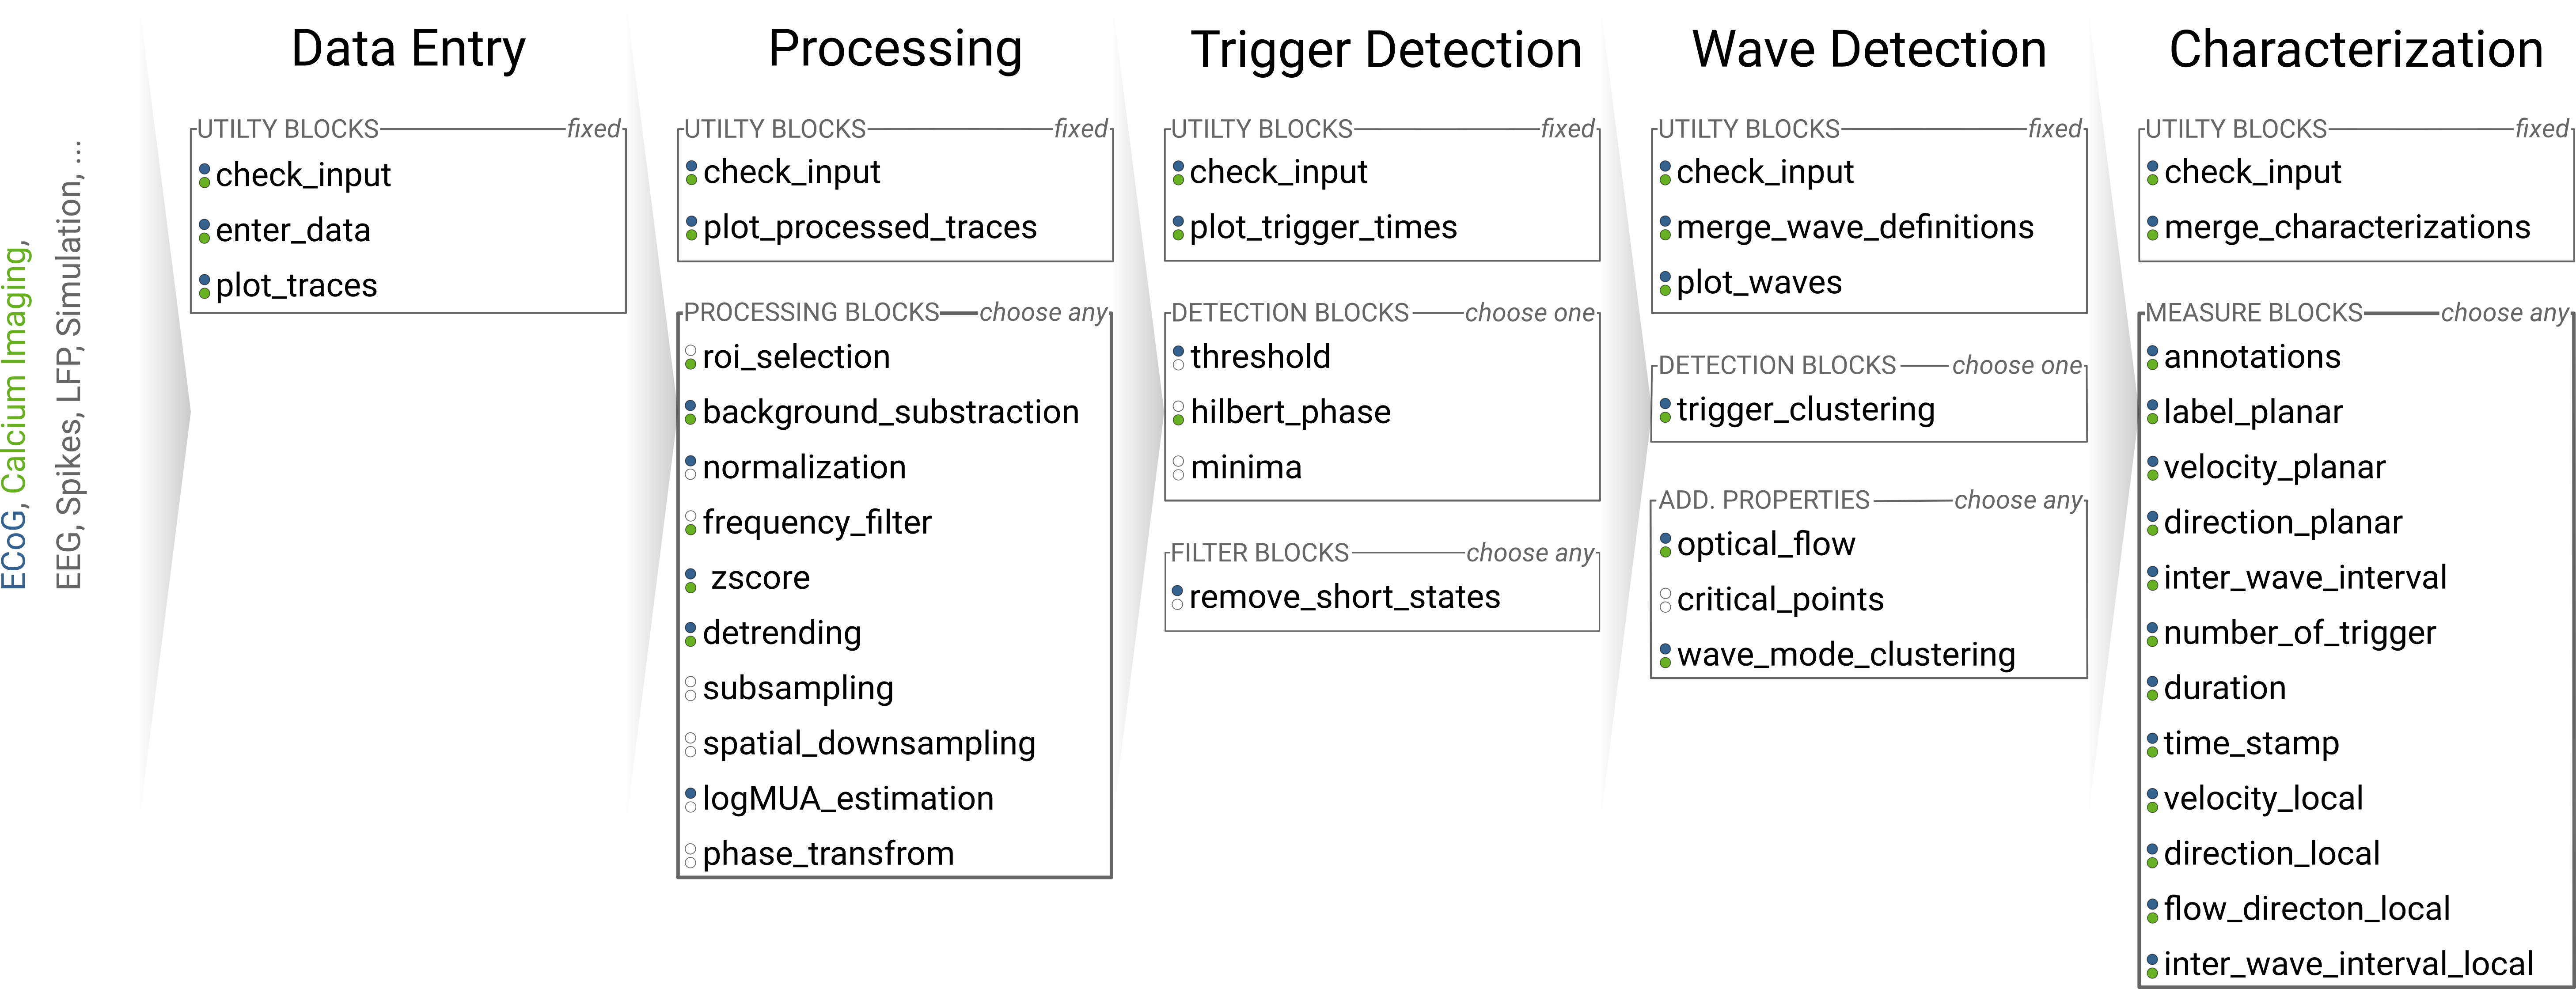 ECoG, Calcium Imaging,
EEG, Spikes, LFP, Simulation, ...
Data Entry
UTILTY BLOCKS fixed
check_input
enter_data
plot_traces
Processing
UTILTY BLOCKS fixed
check_input
plot_processed_traces
PROCESSING BLOCKS choose any
roi_selection
background_substraction
normalization
frequency_filter
zscore
detrending
subsampling
spatial_downsampling
logMUA_estimation
phase_transfrom
Trigger Detection
UTILTY BLOCKS fixed
check_input
plot_trigger_times
DETECTION BLOCKS choose one
threshold
hilbert_phase
minima
FILTER BLOCKS choose any
remove_short_states
Wave Detection
UTILTY BLOCKS fixed
check_input
merge_wave_definitions
plot_waves
DETECTION BLOCKS choose one
trigger_clustering
ADD. PROPERTIES choose any
optical_flow
critical_points
wave_mode_clustering
Characterization
UTILTY BLOCKS fixed
check_input
merge_characterizations
MEASURE BLOCKS choose any
annotations
label_planar
velocity_planar
direction_planar
inter_wave_interval
number_of_trigger
duration
time_stamp
velocity_local
direction_local
flow_directon_local
inter_wave_interval_local